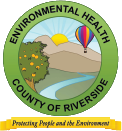 ENVIRONMENTAL HEALTH
COUNTY OF RIVERSIDE
Protecting People and the Environment